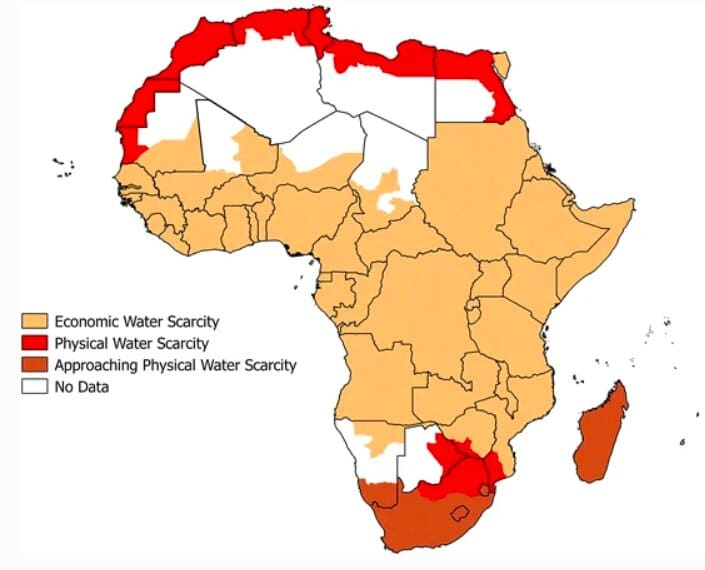 Economic Water Scarcity
Physical Water Scarcity
Approaching Physical Water Scarcity
No Data